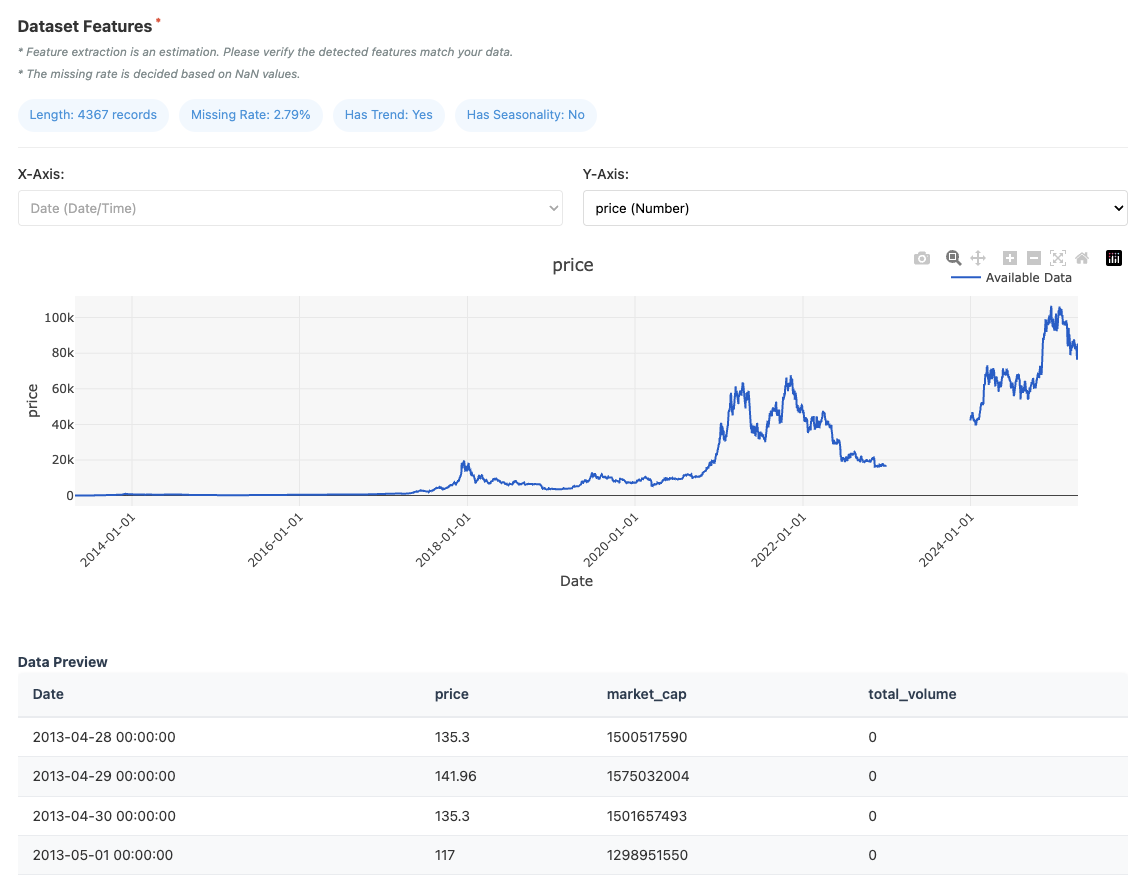 Dataset Features *
* Feature extraction is an estimation. Please verify the detected features match your data.
* The missing rate is decided based on NaN values.
Length: 4367 records Missing Rate: 2.79% Has Trend: Yes Has Seasonality: No
X-Axis: Y-Axis:
Date (Date/Time) price (Number)
price
Available Data
100k
80k
60k
40k
20k
0
price
2014-01-01 2016-01-01 2018-01-01 2020-01-01 2022-01-01 2024-01-01
Date
Data Preview
Date price market_cap total_volume
2013-04-28 00:00:00 135.3 1500517590 0
2013-04-29 00:00:00 141.96 1575032004 0
2013-04-30 00:00:00 135.3 1501657493 0
2013-05-01 00:00:00 117 1298951550 0